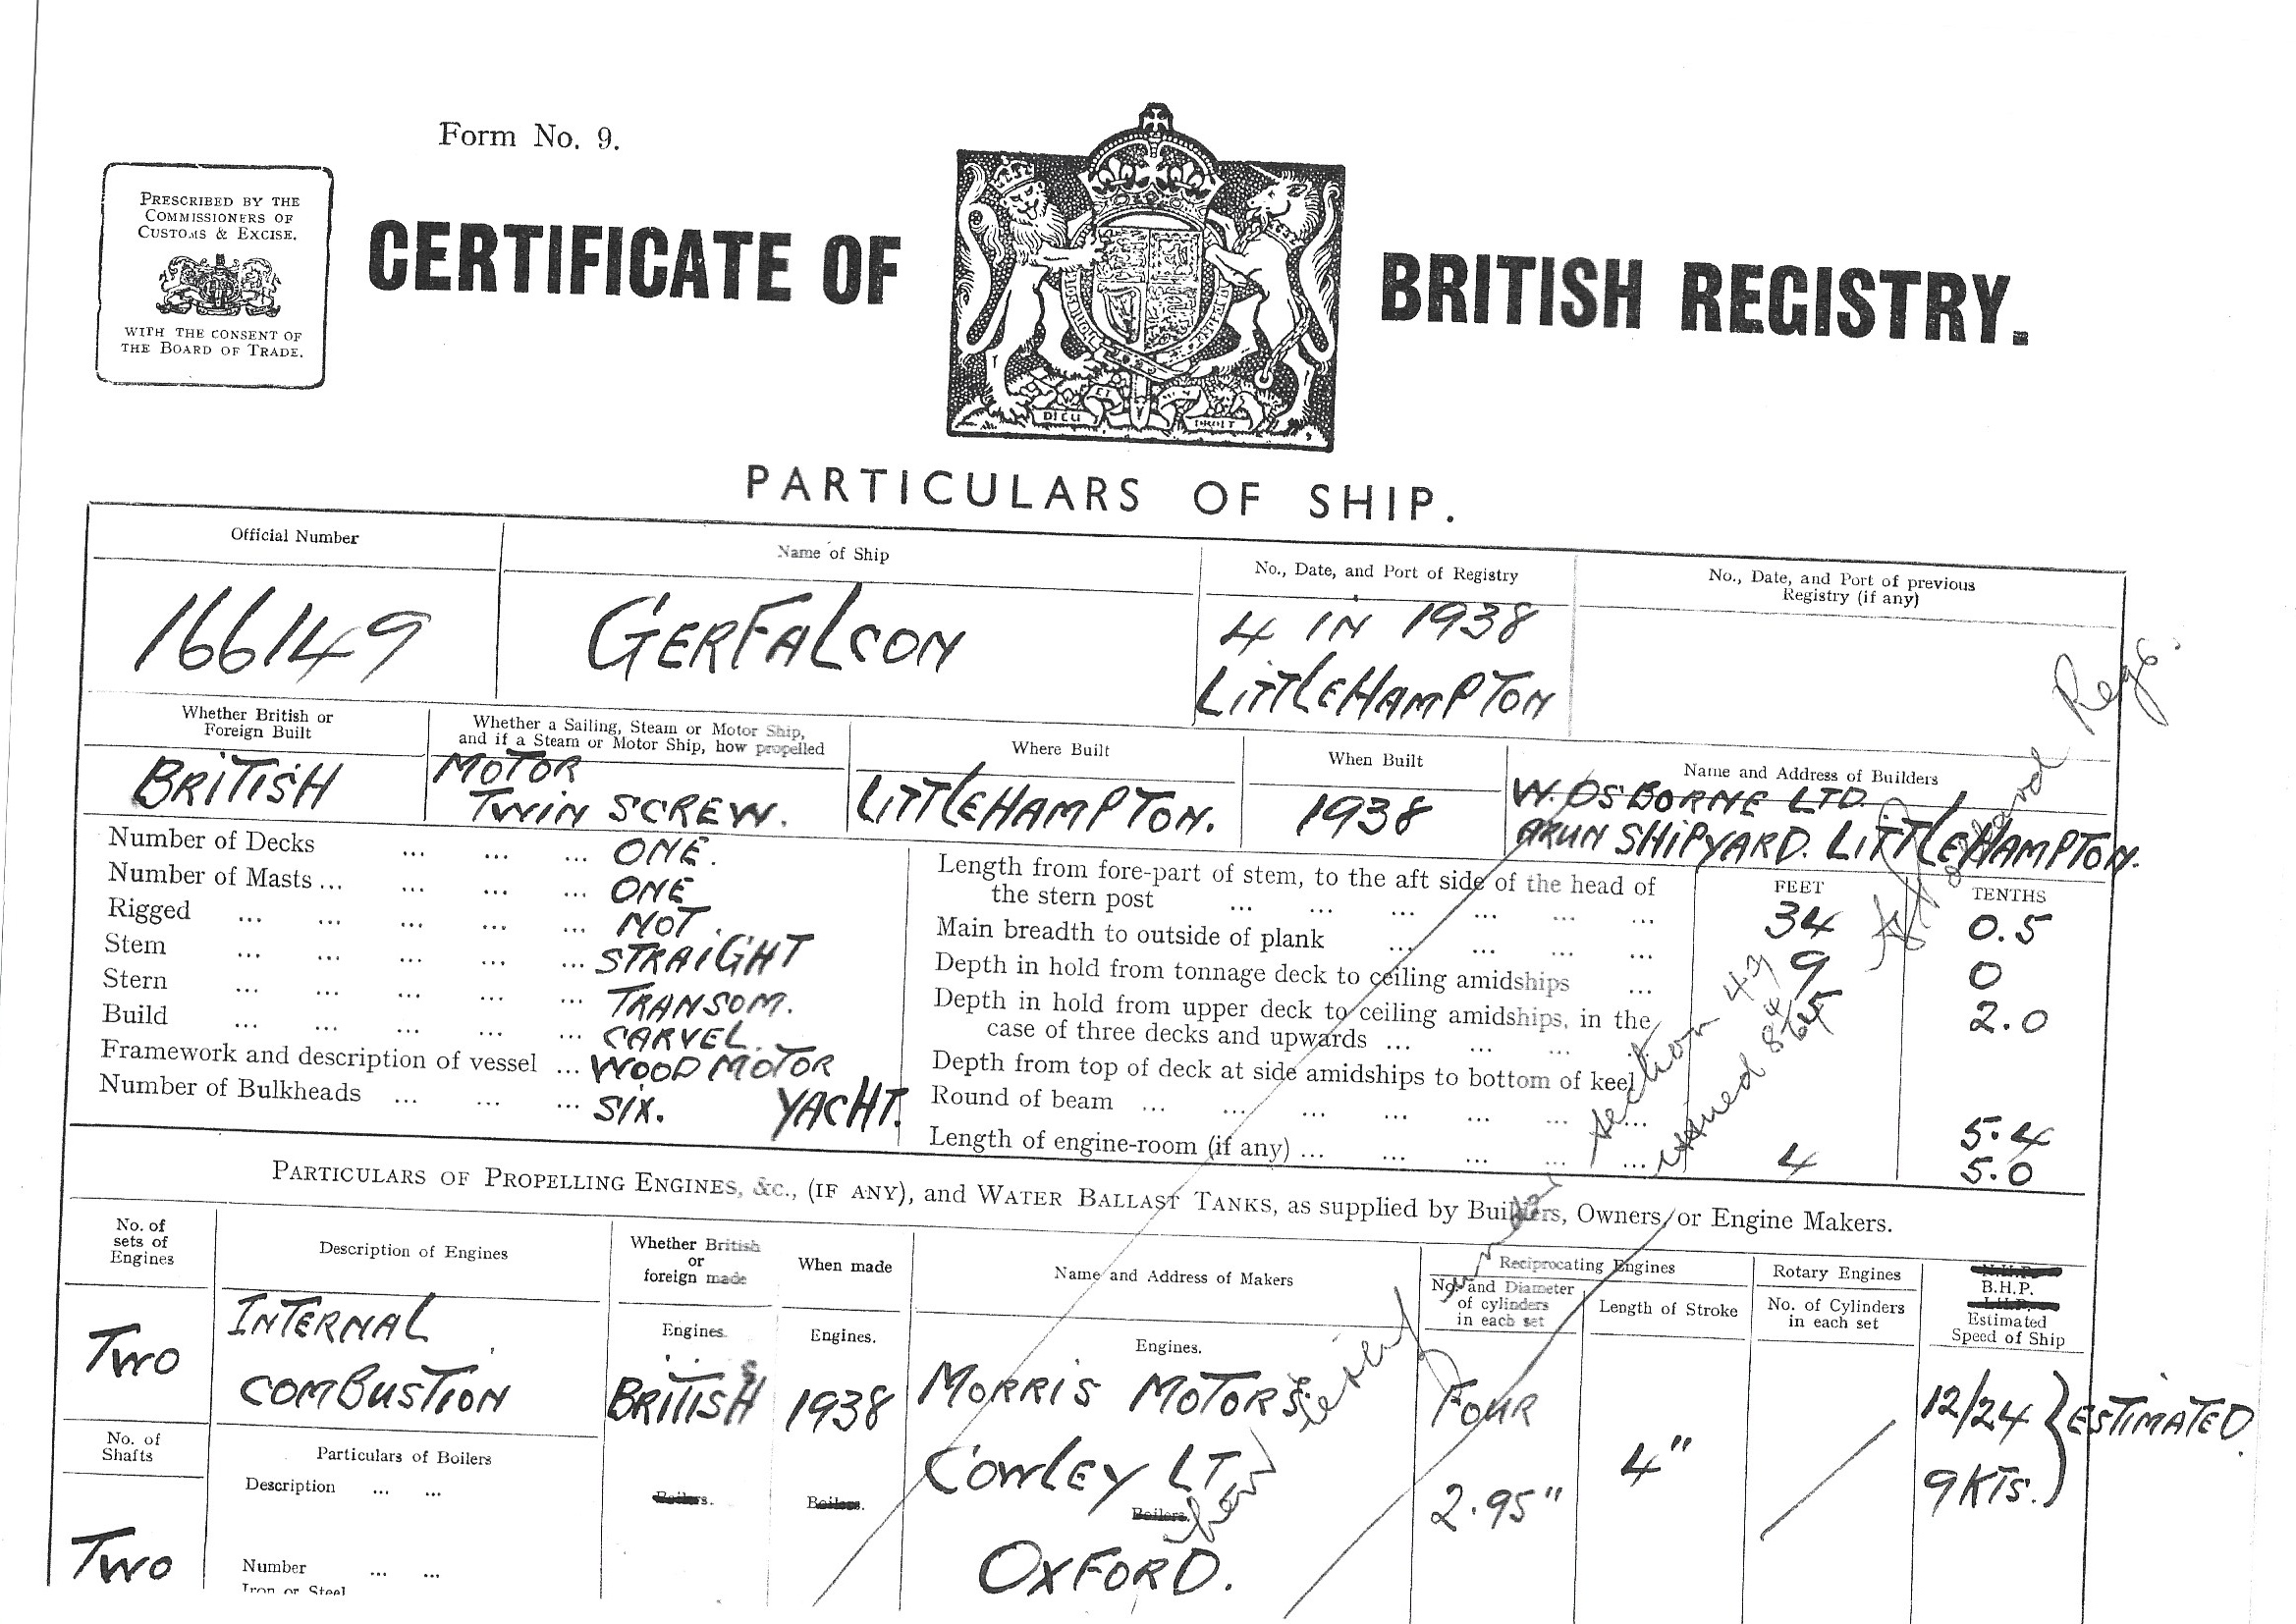 Form No. 9.
PRESCRIBED BY THE
COMMISSIONERS OF
CUSTOMS & EXCISE.
WITH THE CONSENT OF
THE BOARD OF TRADE.
CERTIFICATE OF BRITISH REGISTRY.
DIEU ET DROIT
PARTICULARS OF SHIP.
Official Number
Name of Ship
No., Date, and Port of Registry
No., Date, and Port of previous
Registry (if any)
166149
GERFALCON
4 IN 1938
LITTLEHAMPTON
Whether British or
Foreign Built
Whether a Sailing, Steam or Motor Ship,
and if a Steam or Motor Ship, how propelled
Where Built
When Built
Name and Address of Builders
BRITISH
MOTOR
TWIN SCREW.
LITTLEHAMPTON.
1938
W. OSBORNE LTD.
ARUN SHIPYARD. LITTLEHAMPTON.
Number of Decks ... ... ... ONE.
Number of Masts ... ... ... ... ONE
Rigged ... ... ... ... ... NOT.
Stem ... ... ... ... ... STRAIGHT
Stern ... ... ... ... ... TRANSOM.
Build ... ... ... ... ... CARVEL.
Framework and description of vessel ... WOOD MOTOR
YACHT.
Number of Bulkheads ... ... ... SIX.
FEET TENTHS
Length from fore-part of stem, to the aft side of the head of
the stern post ... ... ... ... ... ... 34 0.5
Main breadth to outside of plank ... ... ... ... 9 0
Depth in hold from tonnage deck to ceiling amidships ... 5 2.0
Depth in hold from upper deck to ceiling amidships, in the
case of three decks and upwards ... ... ... ...
Depth from top of deck at side amidships to bottom of keel
Round of beam ... ... ... ... ... ... 5.4
Length of engine-room (if any) ... ... ... ... ... 4 5.0
PARTICULARS OF PROPELLING ENGINES, &c., (IF ANY), and WATER BALLAST TANKS, as supplied by Builders, Owners, or Engine Makers.
No. of
sets of
Engines
Description of Engines
Whether British
or
foreign made
When made
Name and Address of Makers
Reciprocating Engines
No. and Diameter
of cylinders
in each set
Length of Stroke
Rotary Engines
No. of Cylinders
in each set
N.H.P.
B.H.P.
I.H.P.
Estimated
Speed of Ship
Engines.
Engines.
Engines.
TWO
INTERNAL
COMBUSTION
BRITISH
1938
MORRIS MOTORS
COWLEY LT
OXFORD.
FOUR
2.95"
4"
12/24
9 KTS.
ESTIMATED.
No. of
Shafts
Particulars of Boilers
Description ... ...
Boilers.
Boilers.
Boilers.
TWO
Number ... ...
Iron or Steel
under section 43